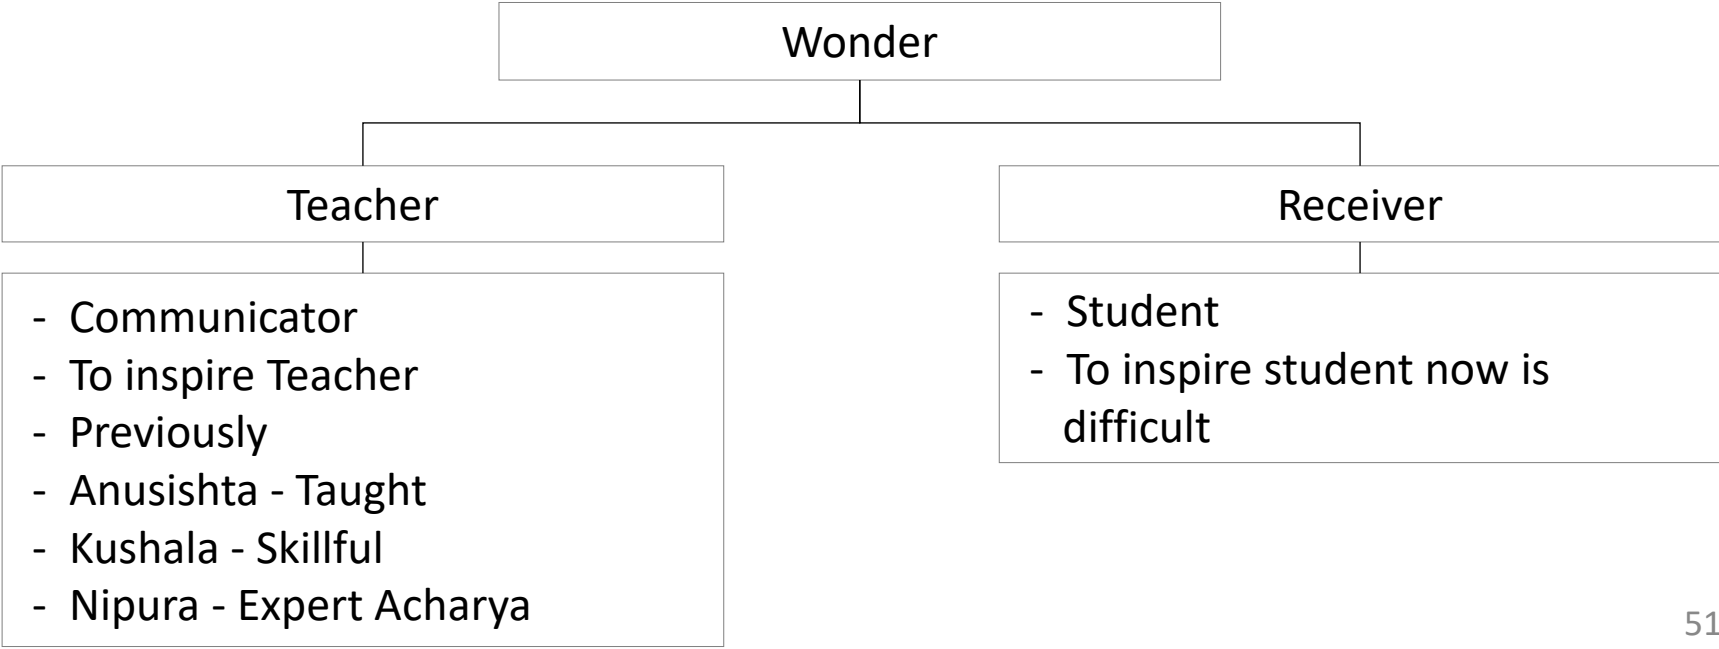 Wonder
Teacher
Receiver
- Communicator
- To inspire Teacher
- Previously
- Anusishta - Taught
- Kushala - Skillful
- Nipura - Expert Acharya
- Student
- To inspire student now is
difficult
51